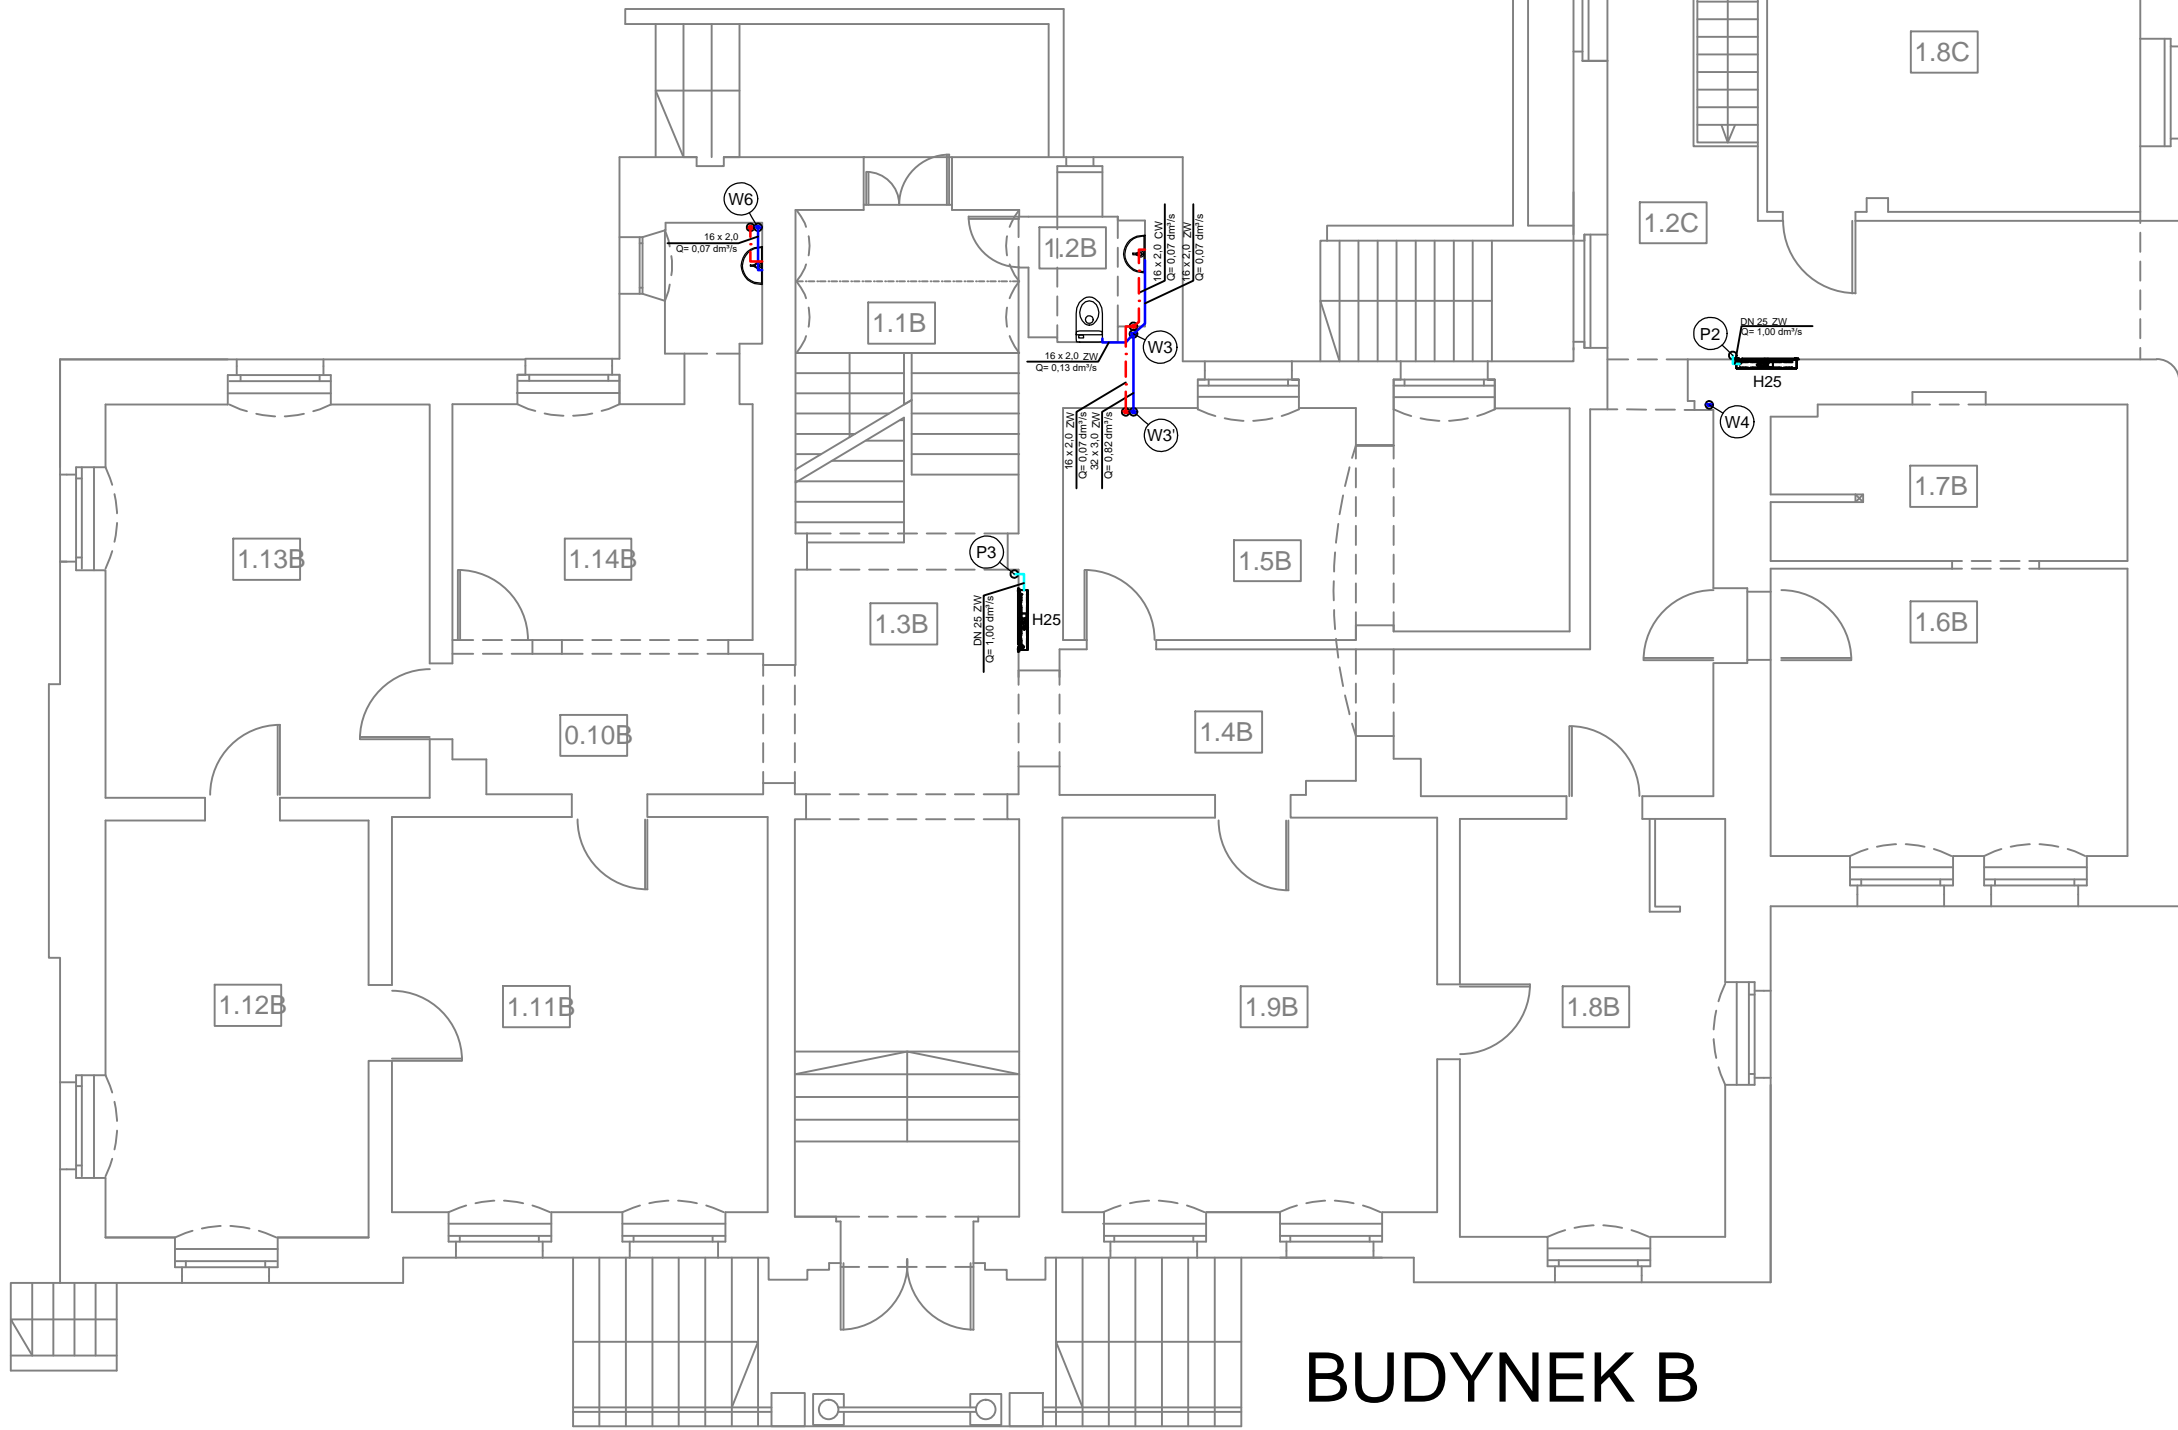 1.8C
W6
16 x 2,0
Q= 0,07 dm³/s
1.2C
16 x 2,0 CW
Q= 0,07 dm³/s
16 x 2,0 ZW
Q= 0,07 dm³/s
1.2B
1.1B
W3
16 x 2,0 ZW
Q= 0,13 dm³/s
P2
DN 25 ZW
Q= 1,00 dm³/s
H25
W4
W3'
16 x 2,0 ZW
Q= 0,07 dm³/s
32 x 3,0 ZW
Q= 0,82 dm³/s
1.7B
1.13B
1.14B
P3
1.5B
DN 25 ZW
Q= 1,00 dm³/s
H25
1.3B
1.6B
0.10B
1.4B
1.12B
1.11B
1.9B
1.8B
BUDYNEK B